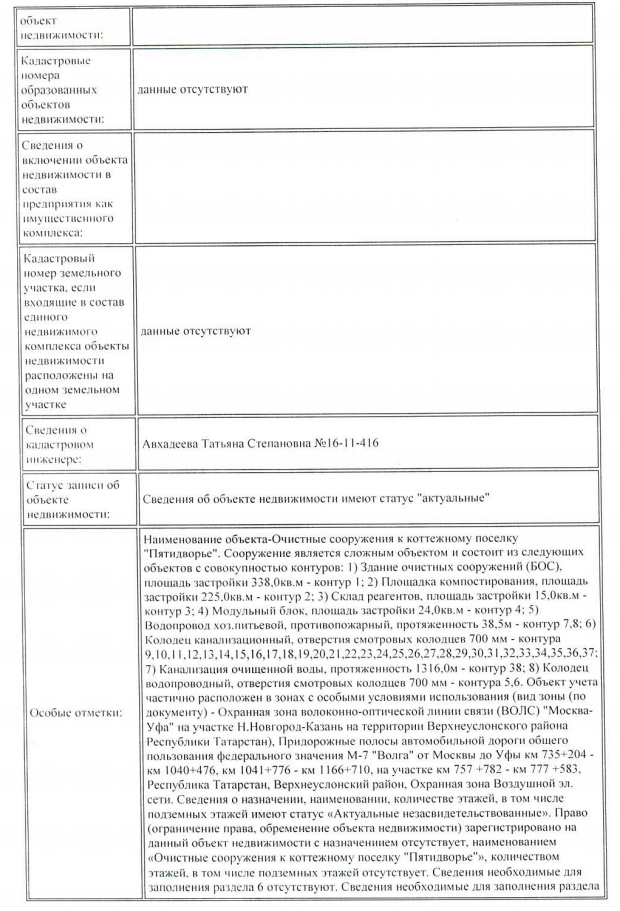 объект
недвижимости:
Кадастровые
номера
образованных
объектов
недвижимости:
данные отсутствуют
Сведения о
включении объекта
недвижимости в
состав
предприятия как
имущественного
комплекса:
Кадастровый
номер земельного
участка, если
входящие в состав
единого
недвижимого
комплекса объекты
недвижимости
расположены на
одном земельном
участке
данные отсутствуют
Сведения о
кадастровом
инженере:
Авхадеева Татьяна Степановна №16-11-416
Статус записи об
объекте
недвижимости:
Сведения об объекте недвижимости имеют статус "актуальные"
Особые отметки:
Наименование объекта-Очистные сооружения к коттежному поселку
"Пятидворье". Сооружение является сложным объектом и состоит из следующих
объектов с совокупностью контуров: 1) Здание очистных сооружений (БОС),
площадь застройки 338,0кв.м - контур 1; 2) Площадка компостирования, площадь
застройки 225,0кв.м - контур 2; 3) Склад реагентов, площадь застройки 15,0кв.м -
контур 3; 4) Модульный блок, площадь застройки 24,0кв.м - контур 4; 5)
Водопровод хоз.питьевой, противопожарный, протяженность 38,5м - контур 7,8; 6)
Колодец канализационный, отверстия смотровых колодцев 700 мм - контура
9,10,11,12,13,14,15,16,17,18,19,20,21,22,23,24,25,26,27,28,29,30,31,32,33,34,35,36,37;
7) Канализация очищенной воды, протяженность 1316,0м - контур 38; 8) Колодец
водопроводный, отверстия смотровых колодцев 700 мм - контура 5,6. Объект учета
частично расположен в зонах с особыми условиями использования (вид зоны (по
документу) - Охранная зона волоконно-оптической линии связи (ВОЛС) "Москва-
Уфа" на участке Н.Новгород-Казань на территории Верхнеуслонского района
Республики Татарстан), Придорожные полосы автомобильной дороги общего
пользования федерального значения М-7 "Волга" от Москвы до Уфы км 735+204 -
км 1040+476, км 1041+776 - км 1166+710, на участке км 757 +782 - км 777 +583,
Республика Татарстан, Верхнеуслонский район, Охранная зона Воздушной эл.
сети. Сведения о назначении, наименовании, количестве этажей, в том числе
подземных этажей имеют статус «Актуальные незасвидетельствованные». Право
(ограничение права, обременение объекта недвижимости) зарегистрировано на
данный объект недвижимости с назначениием отсутствует, наименованием
«Очистные сооружения к коттежному поселку "Пятидворье"», количеством
этажей, в том числе подземных этажей отсутствует. Сведения необходимые для
заполнения раздела 6 отсутствуют. Сведения необходимые для заполнения раздела